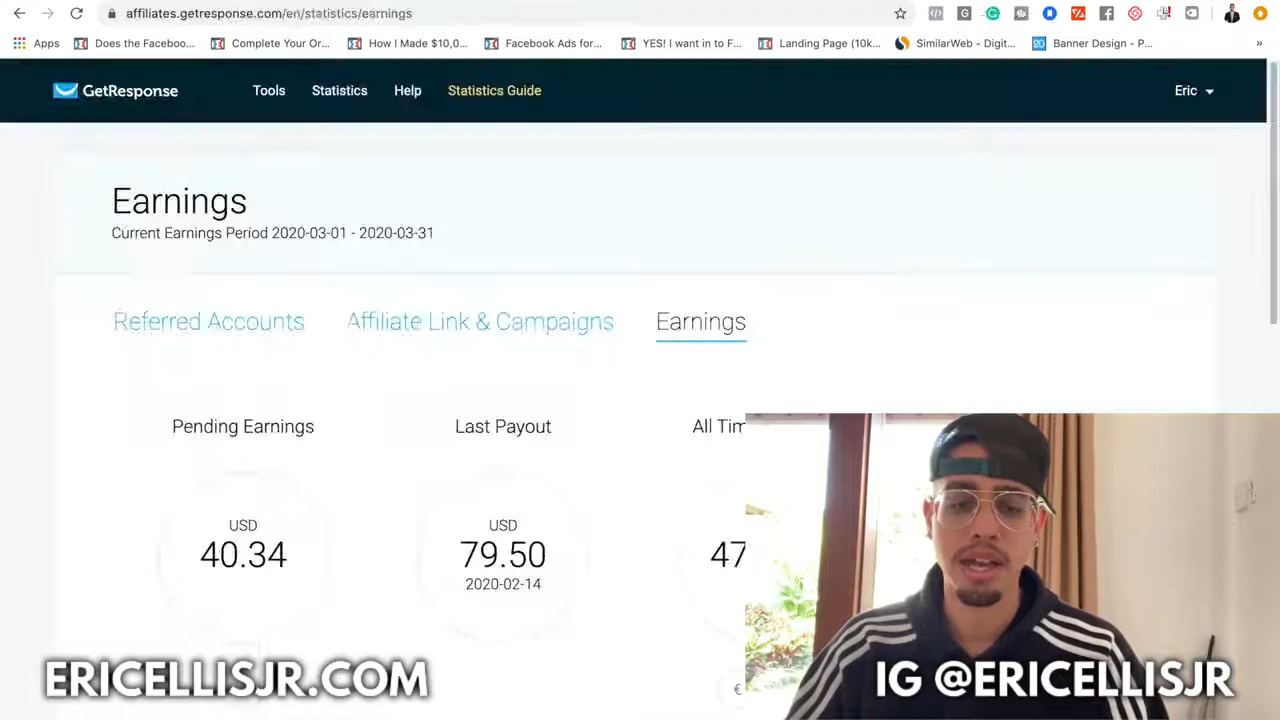 affiliates.getresponse.com/en/statistics/earnings
Apps Does the Faceboo... Complete Your Or... How I Made $10,0... Facebook Ads for... YES! I want in to F... Landing Page (10k... SimilarWeb - Digit... 20 Banner Design - P... »
GetResponse Tools Statistics Help Statistics Guide Eric
Earnings
Current Earnings Period 2020-03-01 - 2020-03-31
Referred Accounts Affiliate Link & Campaigns Earnings
Pending Earnings Last Payout All Tim
USD USD
40.34 79.50 47
2020-02-14
€
ERICELLISJR.COM IG @ERICELLISJR